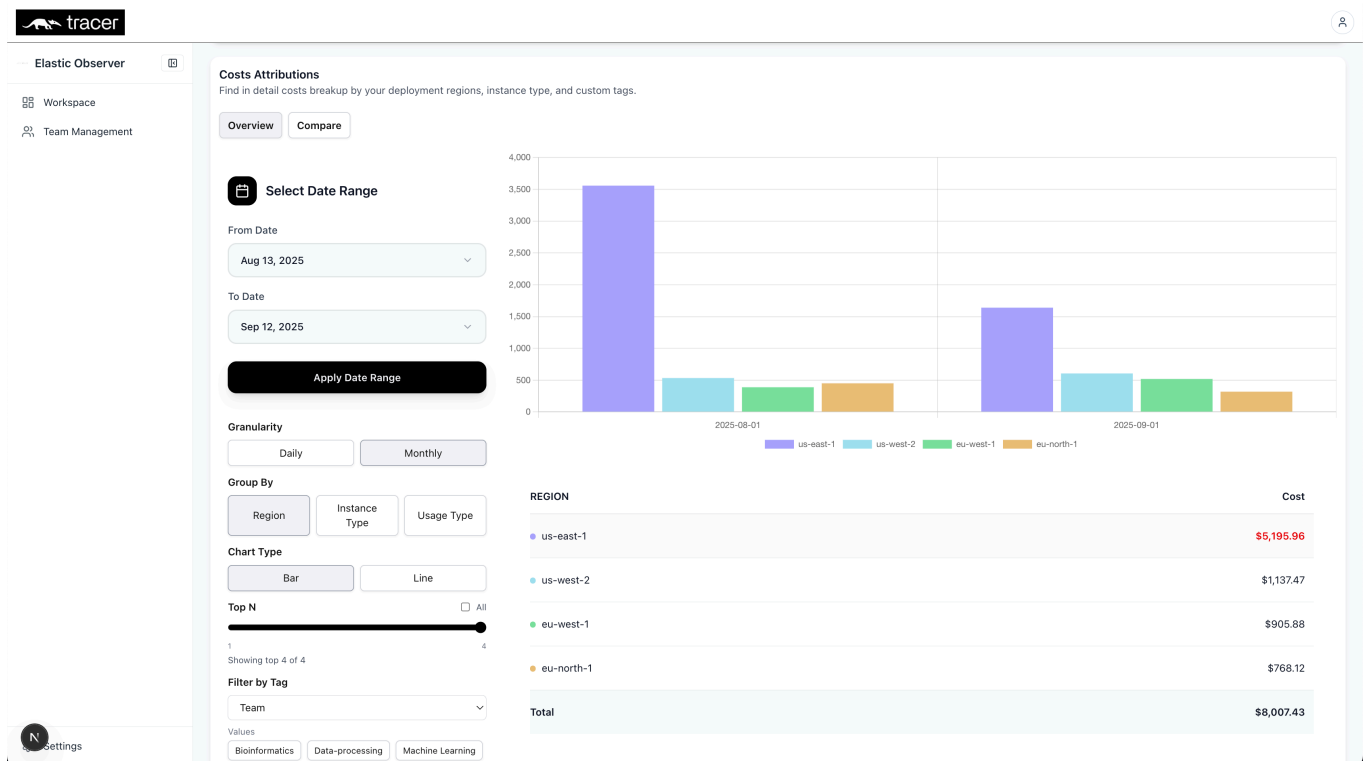 tracer
Elastic Observer
Workspace
Team Management
Costs Attributions
Find in detail costs breakup by your deployment regions, instance type, and custom tags.
Overview
Compare
Select Date Range
From Date
Aug 13, 2025
To Date
Sep 12, 2025
Apply Date Range
Granularity
Daily
Monthly
Group By
Region
Instance
Type
Usage Type
Chart Type
Bar
Line
Top N
All
1
4
Showing top 4 of 4
Filter by Tag
Team
Values
Bioinformatics
Data-processing
Machine Learning
4,000
3,500
3,000
2,500
2,000
1,500
1,000
500
0
2025-08-01
2025-09-01
us-east-1
us-west-2
eu-west-1
eu-north-1
REGION Cost
us-east-1 $5,195.96
us-west-2 $1,137.47
eu-west-1 $905.88
eu-north-1 $768.12
Total $8,007.43
N
Settings